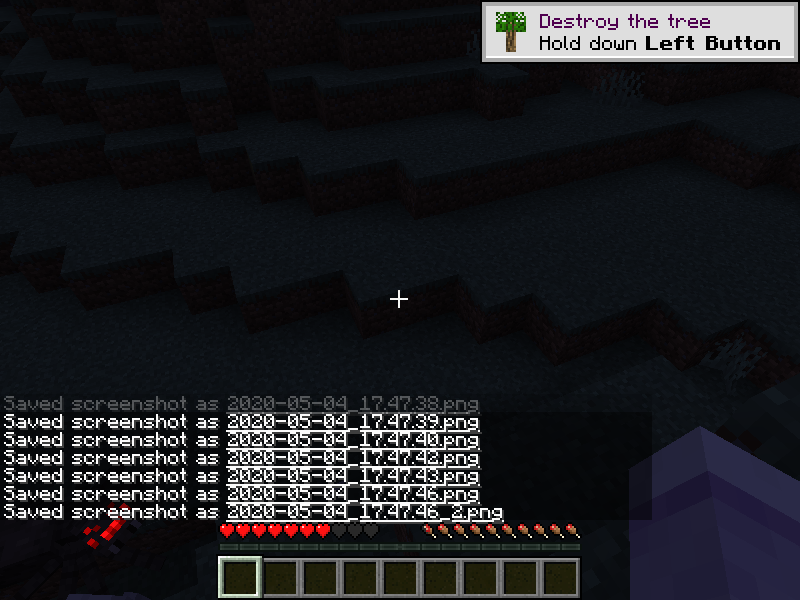 Destroy the tree
Hold down Left Button
Saved screenshot as 2020-05-04_17.47.38.png
Saved screenshot as 2020-05-04_17.47.39.png
Saved screenshot as 2020-05-04_17.47.40.png
Saved screenshot as 2020-05-04_17.47.42.png
Saved screenshot as 2020-05-04_17.47.43.png
Saved screenshot as 2020-05-04_17.47.46.png
Saved screenshot as 2020-05-04_17.47.46_2.png